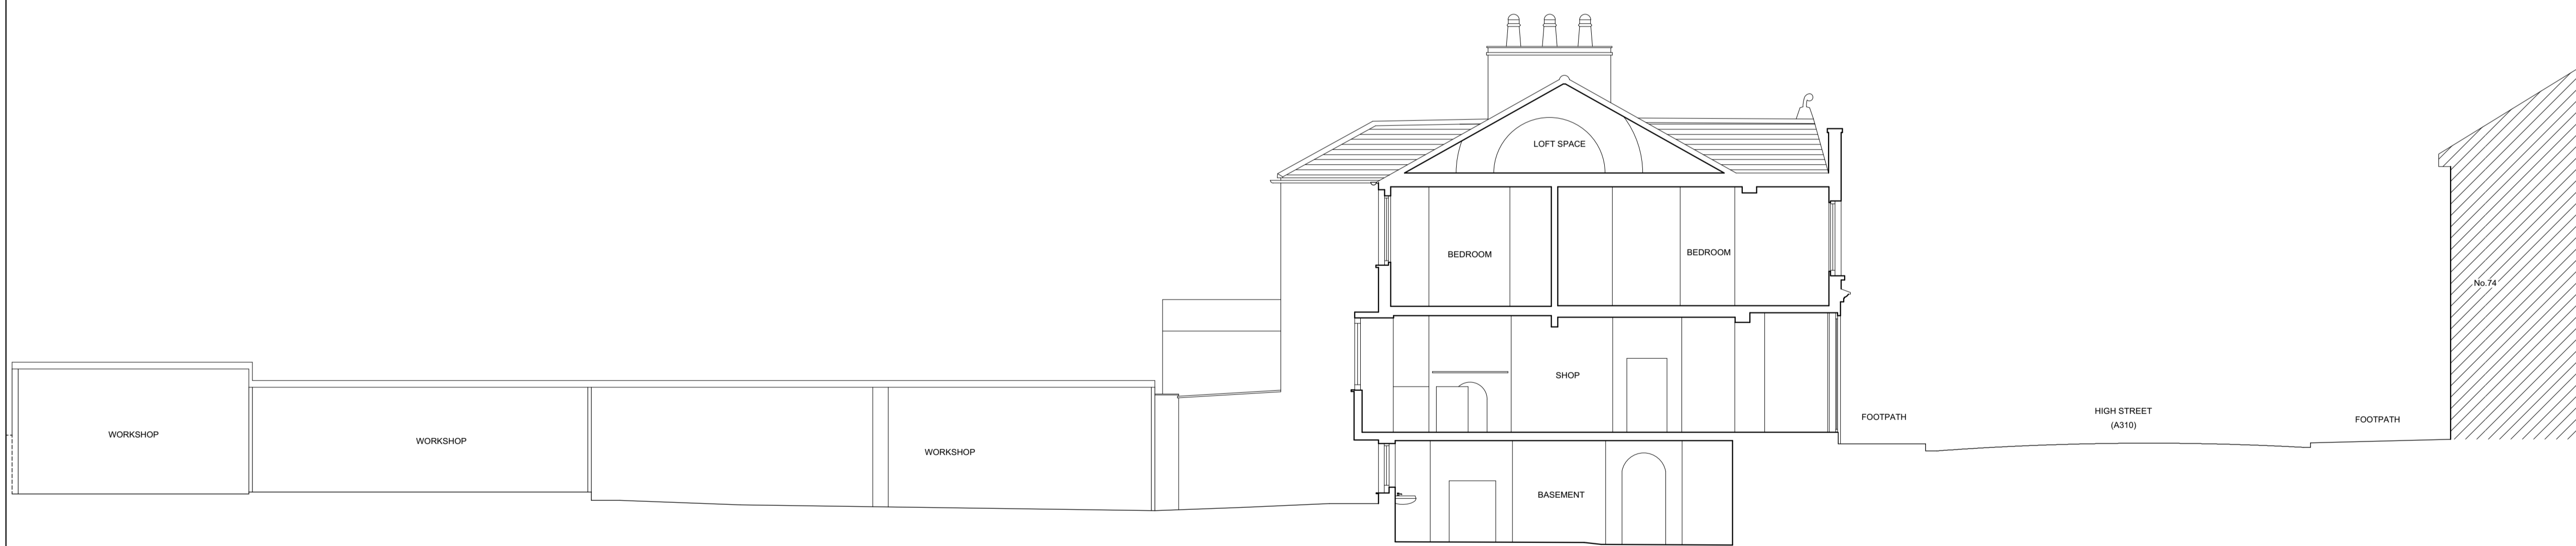 LOFT SPACE
BEDROOM
BEDROOM
No.74
SHOP
HIGH STREET
(A310)
FOOTPATH
FOOTPATH
WORKSHOP
WORKSHOP
WORKSHOP
BASEMENT